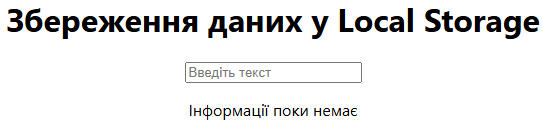 Збереження даних у Local Storage
Введіть текст
Інформації поки немає